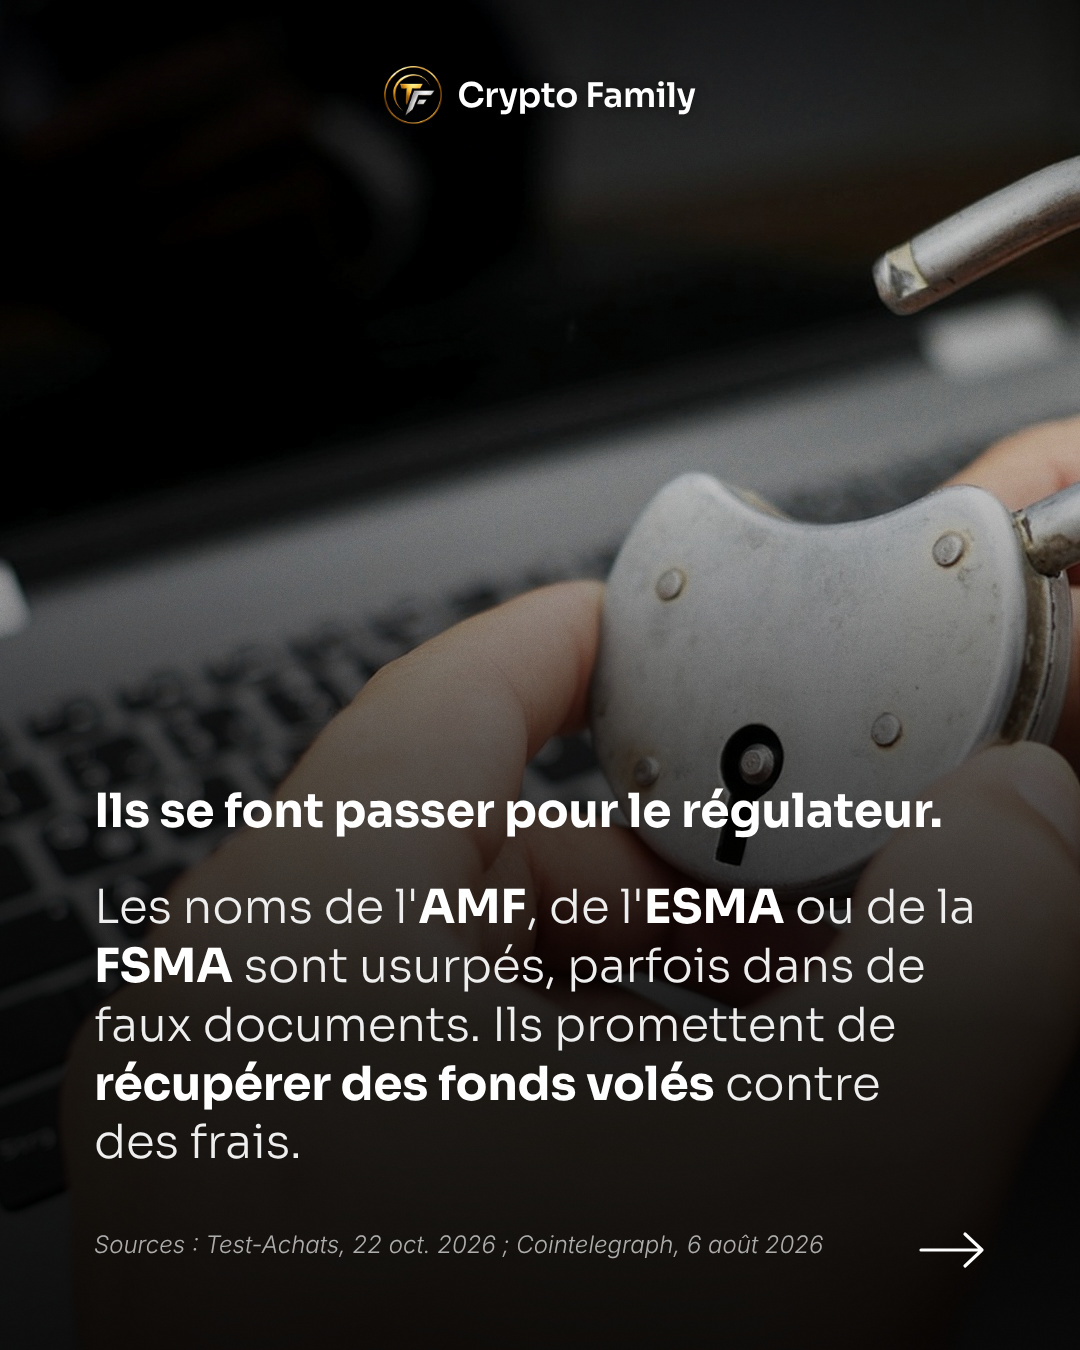 TF Crypto Family
Ils se font passer pour le régulateur.
Les noms de l'AMF, de l'ESMA ou de la
FSMA sont usurpés, parfois dans de
faux documents. Ils promettent de
récupérer des fonds volés contre
des frais.
Sources : Test-Achats, 22 oct. 2026 ; Cointelegraph, 6 août 2026